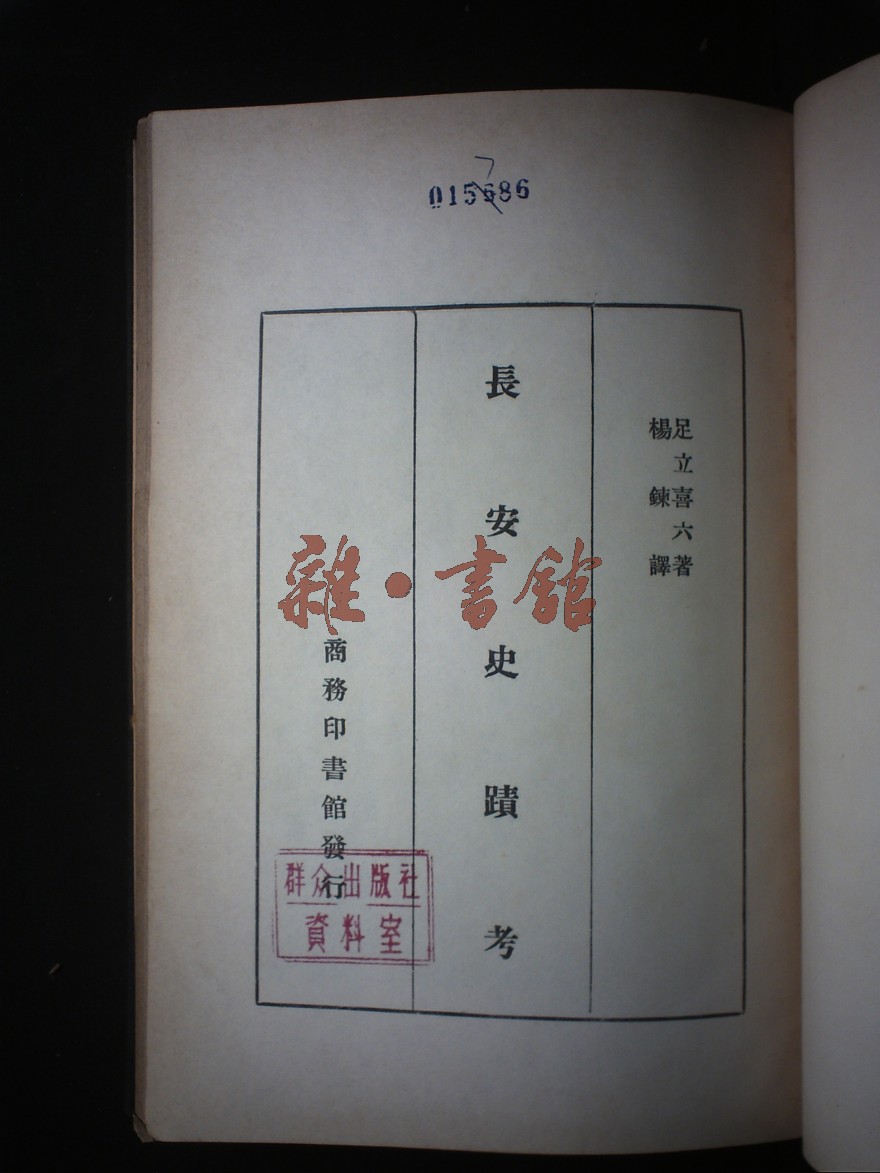 015686
7
足立喜六著
楊鍊譯
長安史蹟考
商務印書館發行
雜·書館
群众出版社
資料室